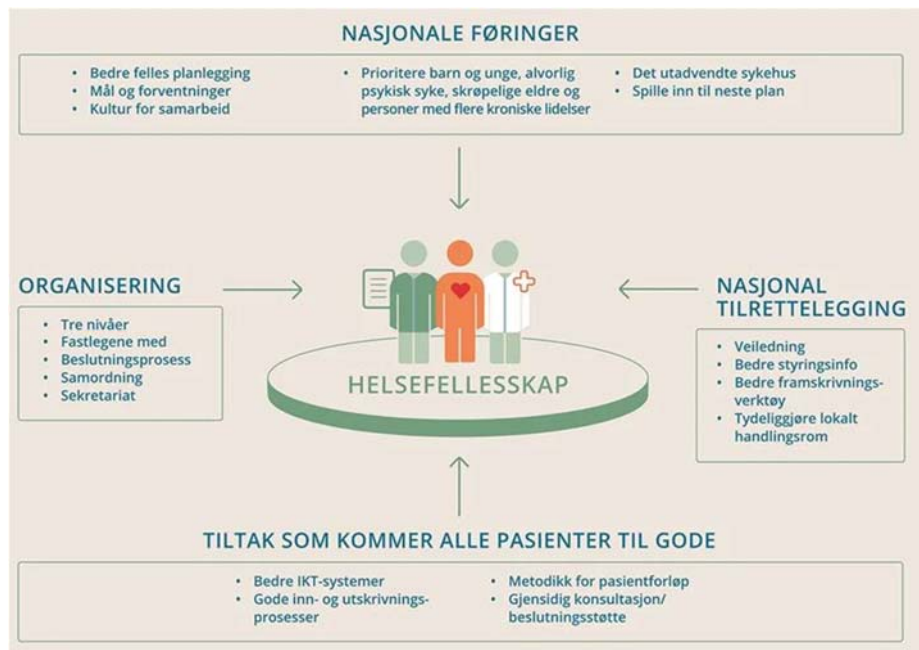 NASJONALE FØRINGER
• Bedre felles planlegging
• Mål og forventninger
• Kultur for samarbeid
• Prioritere barn og unge, alvorlig
psykisk syke, skrøpelige eldre og
personer med flere kroniske lidelser
• Det utadvendte sykehus
• Spille inn til neste plan
ORGANISERING
• Tre nivåer
• Fastlegene med
• Beslutningsprosess
• Samordning
• Sekretariat
HELSEFELLESSKAP
NASJONAL
TILRETTELEGGING
• Veiledning
• Bedre styringsinfo
• Bedre framskrivnings-
verktøy
• Tydeliggjøre lokalt
handlingsrom
TILTAK SOM KOMMER ALLE PASIENTER TIL GODE
• Bedre IKT-systemer
• Gode inn- og utskrivnings-
prosesser
• Metodikk for pasientforløp
• Gjensidig konsultasjon/
beslutningsstøtte